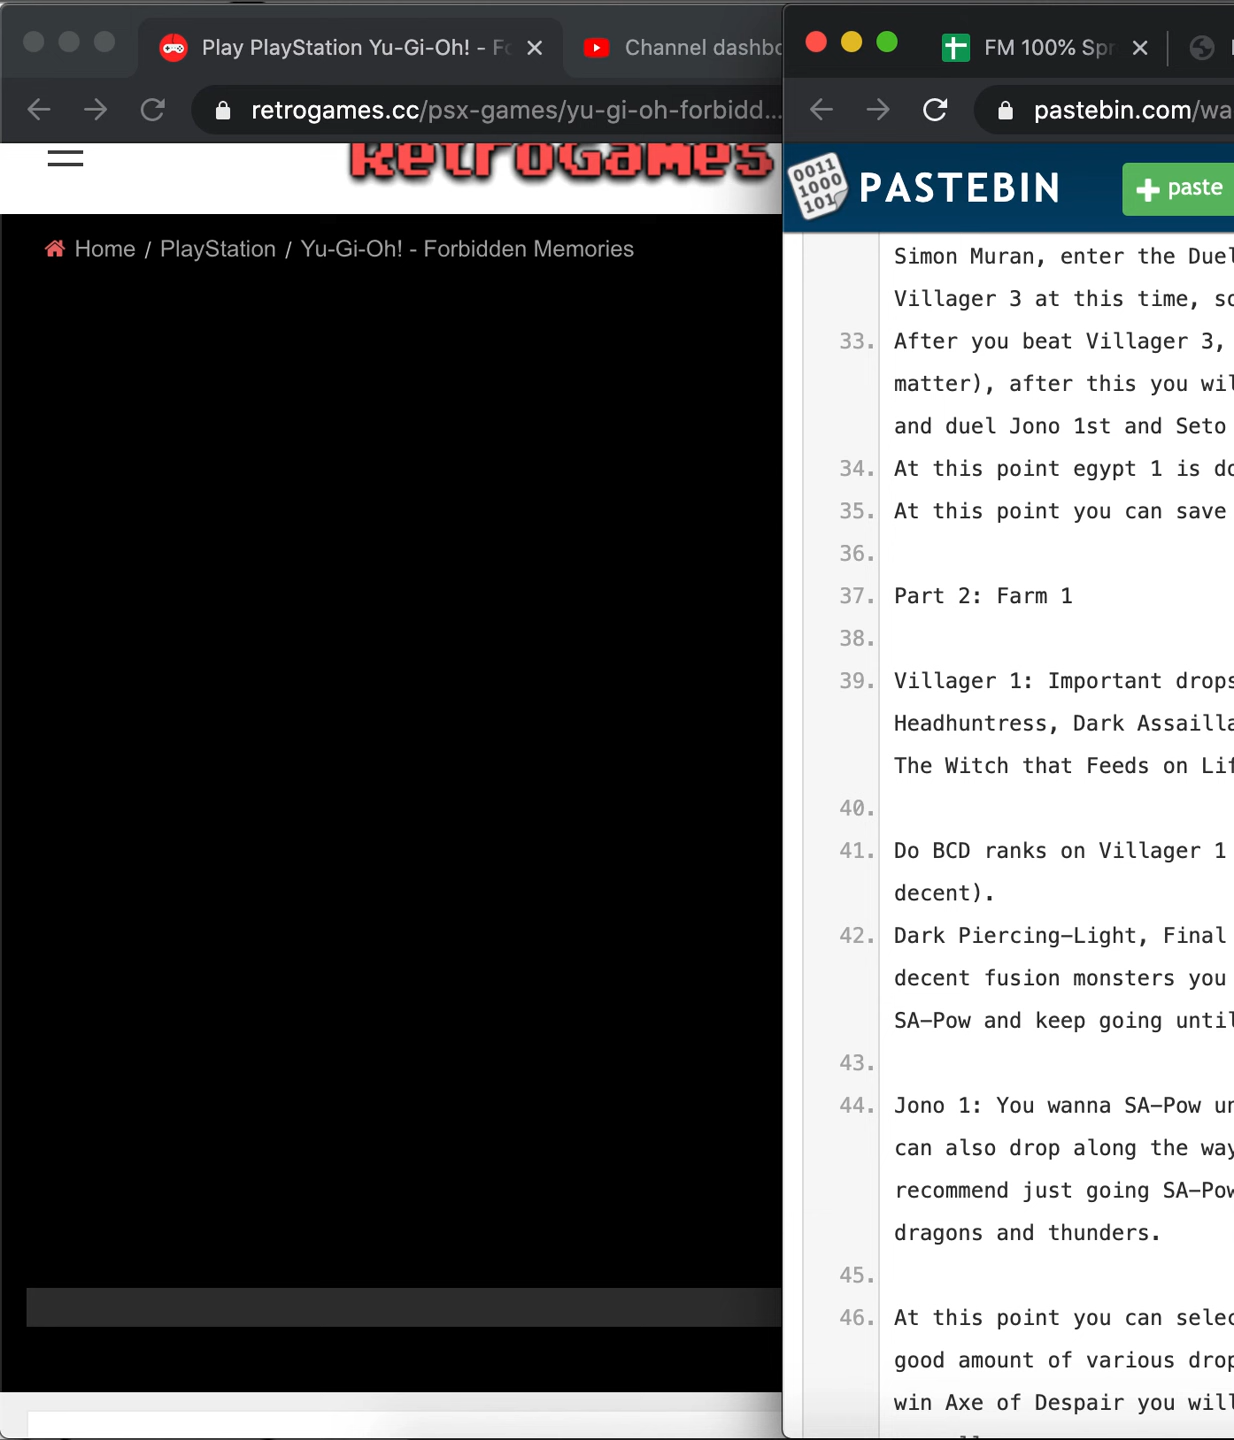 Play PlayStation Yu-Gi-Oh! - Fo
Channel dashbo
retrogames.cc/psx-games/yu-gi-oh-forbidd...
RetroGames
Home / PlayStation / Yu-Gi-Oh! - Forbidden Memories
FM 100% Spr
pastebin.com/wa
0011
1000
101
PASTEBIN
+ paste
Simon Muran, enter the Duel
Villager 3 at this time, so
33. After you beat Villager 3,
matter), after this you wil
and duel Jono 1st and Seto
34. At this point egypt 1 is do
35. At this point you can save
36.
37. Part 2: Farm 1
38.
39. Villager 1: Important drops
Headhuntress, Dark Assailla
The Witch that Feeds on Lif
40.
41. Do BCD ranks on Villager 1
decent).
42. Dark Piercing-Light, Final
decent fusion monsters you
SA-Pow and keep going until
43.
44. Jono 1: You wanna SA-Pow un
can also drop along the way
recommend just going SA-Pow
dragons and thunders.
45.
46. At this point you can selec
good amount of various drop
win Axe of Despair you will